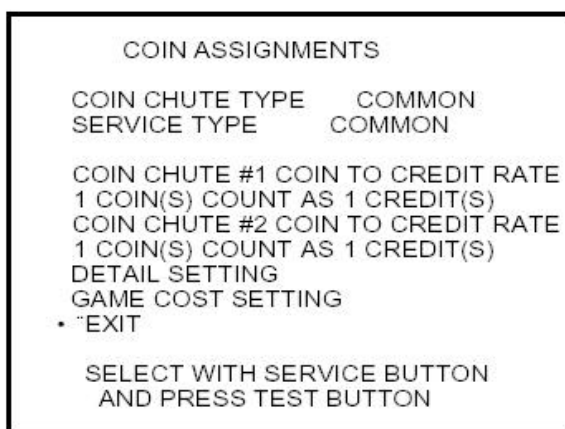 COIN ASSIGNMENTS
COIN CHUTE TYPE COMMON
SERVICE TYPE COMMON
COIN CHUTE #1 COIN TO CREDIT RATE
1 COIN(S) COUNT AS 1 CREDIT(S)
COIN CHUTE #2 COIN TO CREDIT RATE
1 COIN(S) COUNT AS 1 CREDIT(S)
DETAIL SETTING
GAME COST SETTING
• ¨EXIT
SELECT WITH SERVICE BUTTON
AND PRESS TEST BUTTON